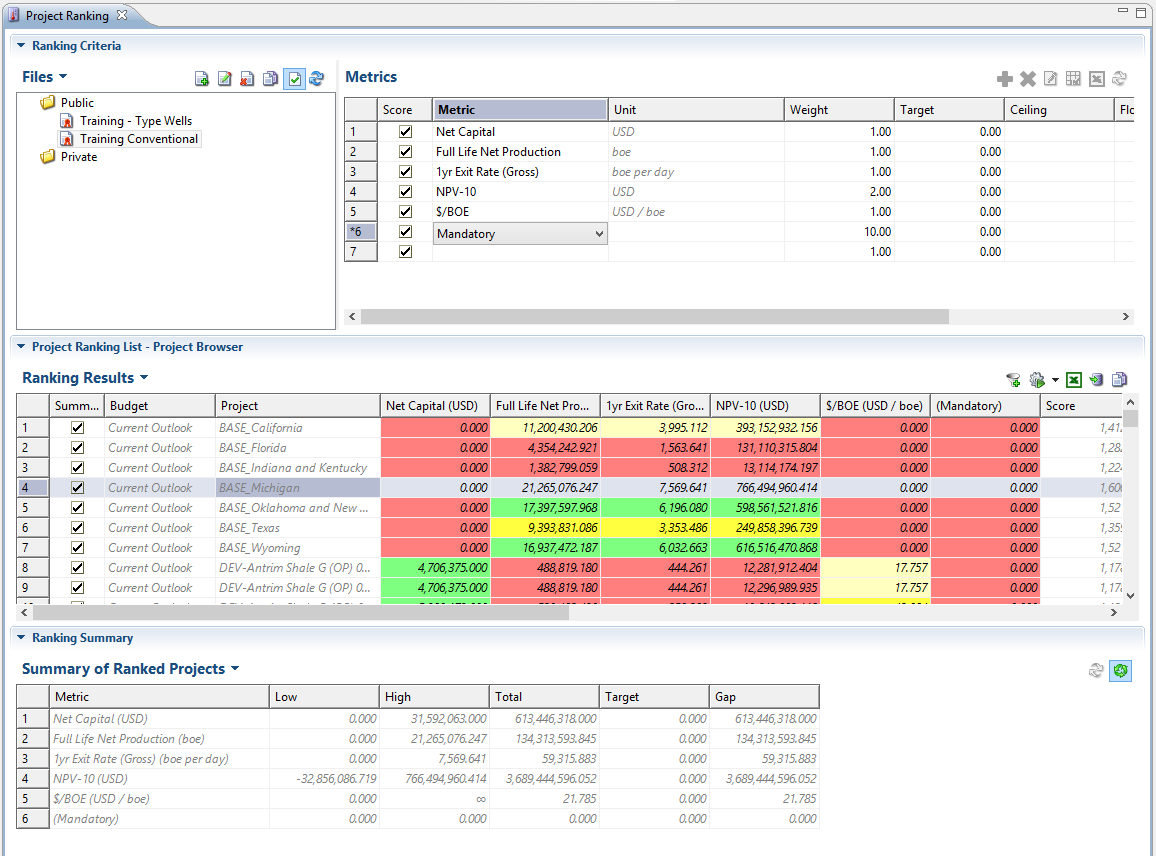 Project Ranking
Ranking Criteria
Files
Public
Training - Type Wells
Training Conventional
Private
Metrics
Score Metric Unit Weight Target Ceiling Flo
1 Net Capital USD 1.00 0.00
2 Full Life Net Production boe 1.00 0.00
3 1yr Exit Rate (Gross) boe per day 1.00 0.00
4 NPV-10 USD 2.00 0.00
5 $/BOE USD / boe 1.00 0.00
*6 Mandatory 10.00 0.00
7 1.00 0.00
Project Ranking List - Project Browser
Ranking Results
Summ... Budget Project Net Capital (USD) Full Life Net Pro... 1yr Exit Rate (Gro... NPV-10 (USD) $/BOE (USD / boe) (Mandatory) Score
1 Current Outlook BASE_California 0.000 11,200,430.206 3,995.112 393,152,932.156 0.000 0.000 1,41
2 Current Outlook BASE_Florida 0.000 4,354,242.921 1,563.641 131,110,315.804 0.000 0.000 1,28
3 Current Outlook BASE_Indiana and Kentucky 0.000 1,382,799.059 508.312 13,114,174.197 0.000 0.000 1,22
4 Current Outlook BASE_Michigan 0.000 21,265,076.247 7,569.641 766,494,960.414 0.000 0.000 1,60
5 Current Outlook BASE_Oklahoma and New ... 0.000 17,397,597.968 6,196.080 598,561,521.816 0.000 0.000 1,52
6 Current Outlook BASE_Texas 0.000 9,393,831.086 3,353.486 249,858,396.739 0.000 0.000 1,35
7 Current Outlook BASE_Wyoming 0.000 16,937,472.187 6,032.663 616,516,470.868 0.000 0.000 1,52
8 Current Outlook DEV-Antrim Shale G (OP) 0... 4,706,375.000 488,819.180 444.261 12,281,912.404 17.757 0.000 1,17
9 Current Outlook DEV-Antrim Shale G (OP) 0... 4,706,375.000 488,819.180 444.261 12,296,989.935 17.757 0.000 1,17
Ranking Summary
Summary of Ranked Projects
Metric Low High Total Target Gap
1 Net Capital (USD) 0.000 31,592,063.000 613,446,318.000 0.000 613,446,318.000
2 Full Life Net Production (boe) 0.000 21,265,076.247 134,313,593.845 0.000 134,313,593.845
3 1yr Exit Rate (Gross) (boe per day) 0.000 7,569.641 59,315.883 0.000 59,315.883
4 NPV-10 (USD) -32,856,086.719 766,494,960.414 3,689,444,596.052 0.000 3,689,444,596.052
5 $/BOE (USD / boe) 0.000 ∞ 21.785 0.000 21.785
6 (Mandatory) 0.000 0.000 0.000 0.000 0.000